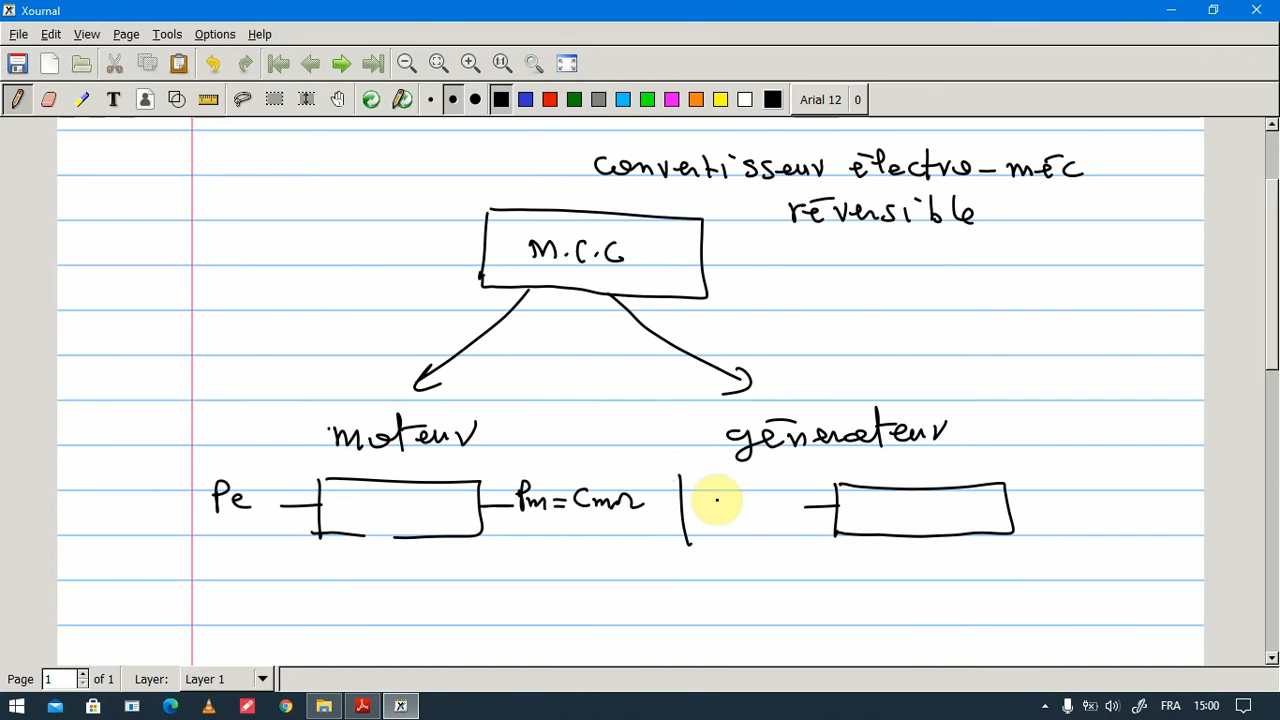 Xournal
File Edit View Page Tools Options Help
Arial 12 0
convertisseur électro-méc
réversible
M.C.C
moteur générateur
Pe Pm = CmΩ
Page 1 of 1 Layer: Layer 1
FRA 15:00